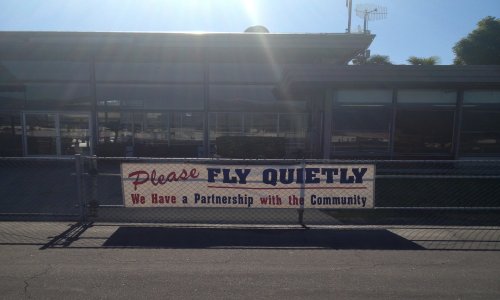 Please FLY QUIETLY
We Have a Partnership with the Community